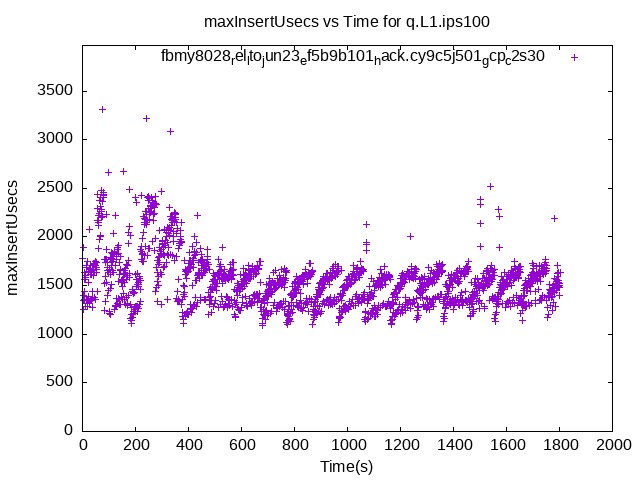 maxInsertUsecs vs Time for q.L1.ips100
fbmy8028relltojun23ef5b9b101hack.cy9c5j501gcpc2s30
3500
3000
2500
2000
1500
1000
500
0
maxInsertUsecs
0 200 400 600 800 1000 1200 1400 1600 1800 2000
Time(s)